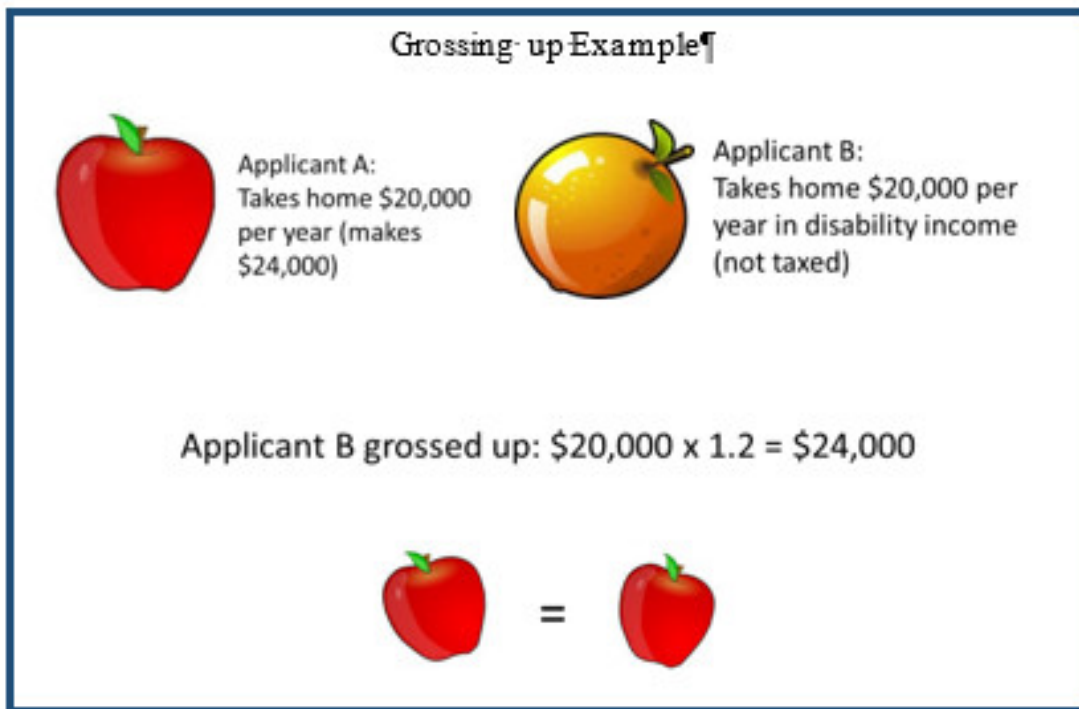 Grossing- up Example¶
Applicant A:
Takes home $20,000
per year (makes
$24,000)
Applicant B:
Takes home $20,000 per
year in disability income
(not taxed)
Applicant B grossed up: $20,000 x 1.2 = $24,000
=